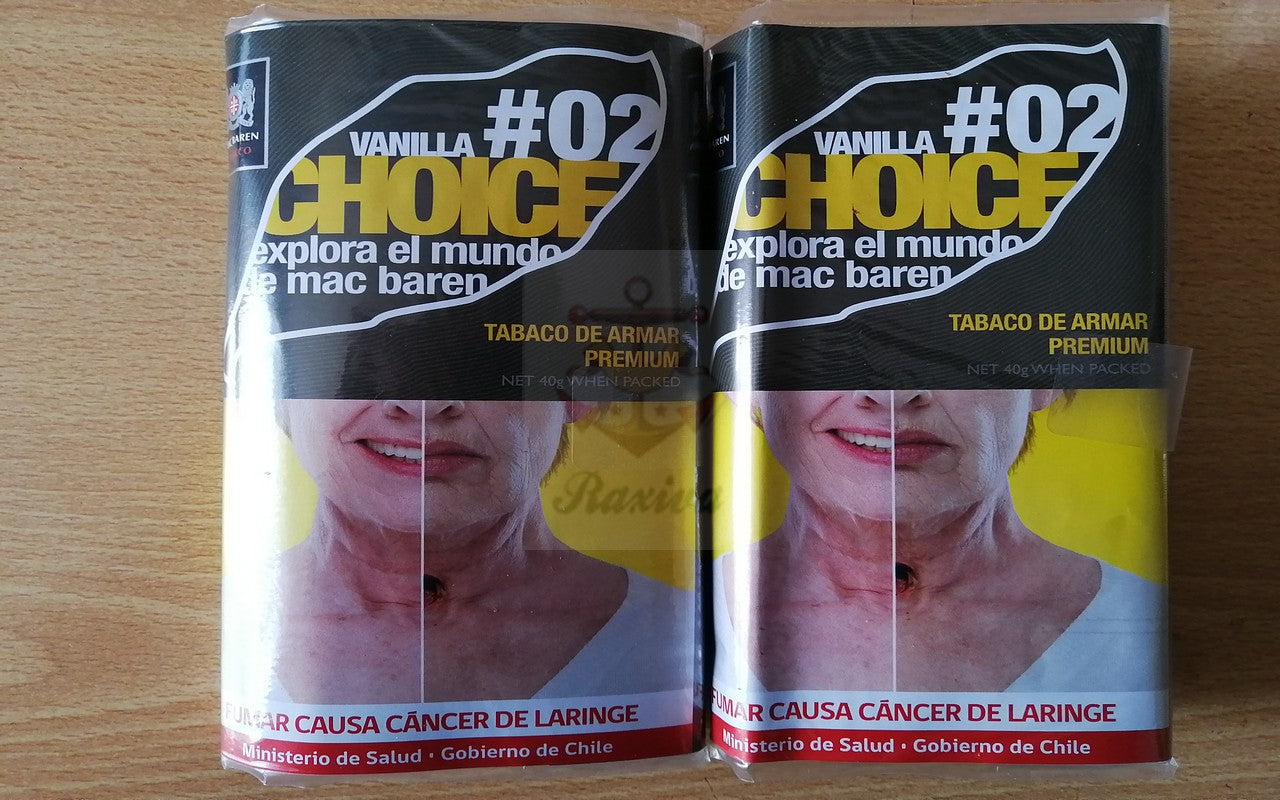 BAREN
VANILLA #02
CHOICE
explora el mundo
de mac baren
TABACO DE ARMAR
PREMIUM
NET 40g WHEN PACKED
FUMAR CAUSA CÁNCER DE LARINGE
Ministerio de Salud · Gobierno de Chile
VANILLA #02
CHOICE
explora el mundo
de mac baren
TABACO DE ARMAR
PREMIUM
NET 40g WHEN PACKED
FUMAR CAUSA CÁNCER DE LARINGE
Ministerio de Salud · Gobierno de Chile
Raxiva